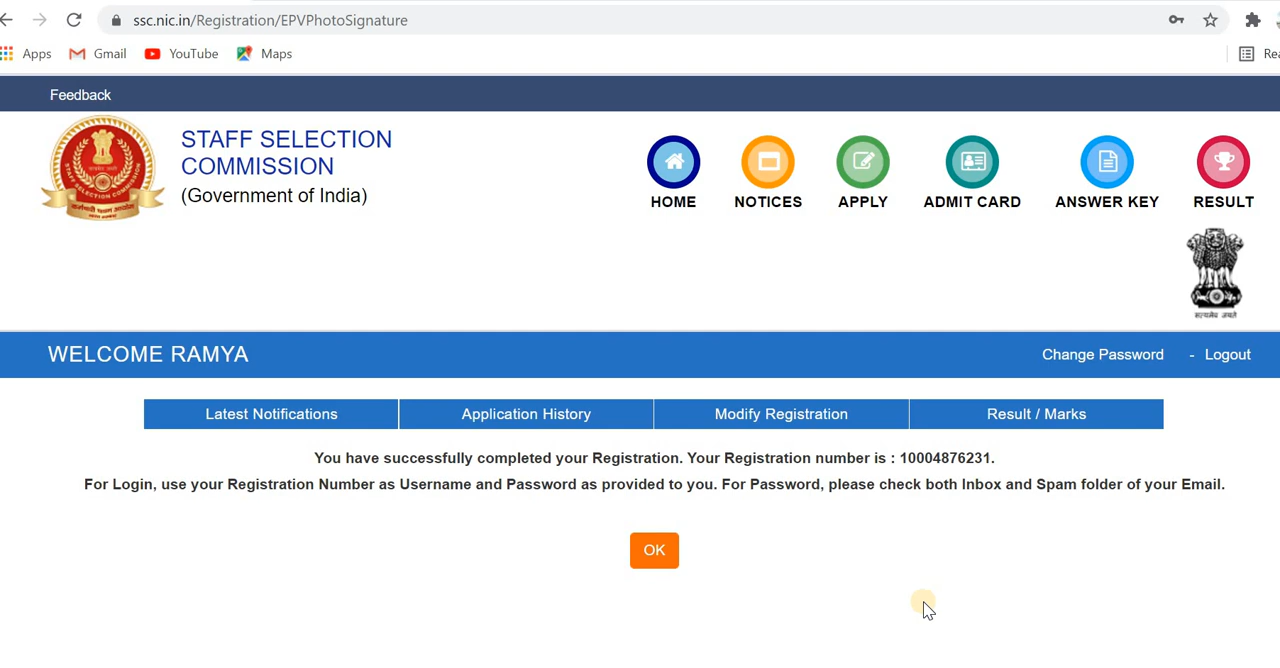 ssc.nic.in/Registration/EPVPhotoSignature
Apps Gmail YouTube Maps
Feedback
STAFF SELECTION
COMMISSION
(Government of India)
HOME NOTICES APPLY ADMIT CARD ANSWER KEY RESULT
सत्यमेव जयते
WELCOME RAMYA
Change Password - Logout
Latest Notifications Application History Modify Registration Result / Marks
You have successfully completed your Registration. Your Registration number is : 10004876231.
For Login, use your Registration Number as Username and Password as provided to you. For Password, please check both Inbox and Spam folder of your Email.
OK